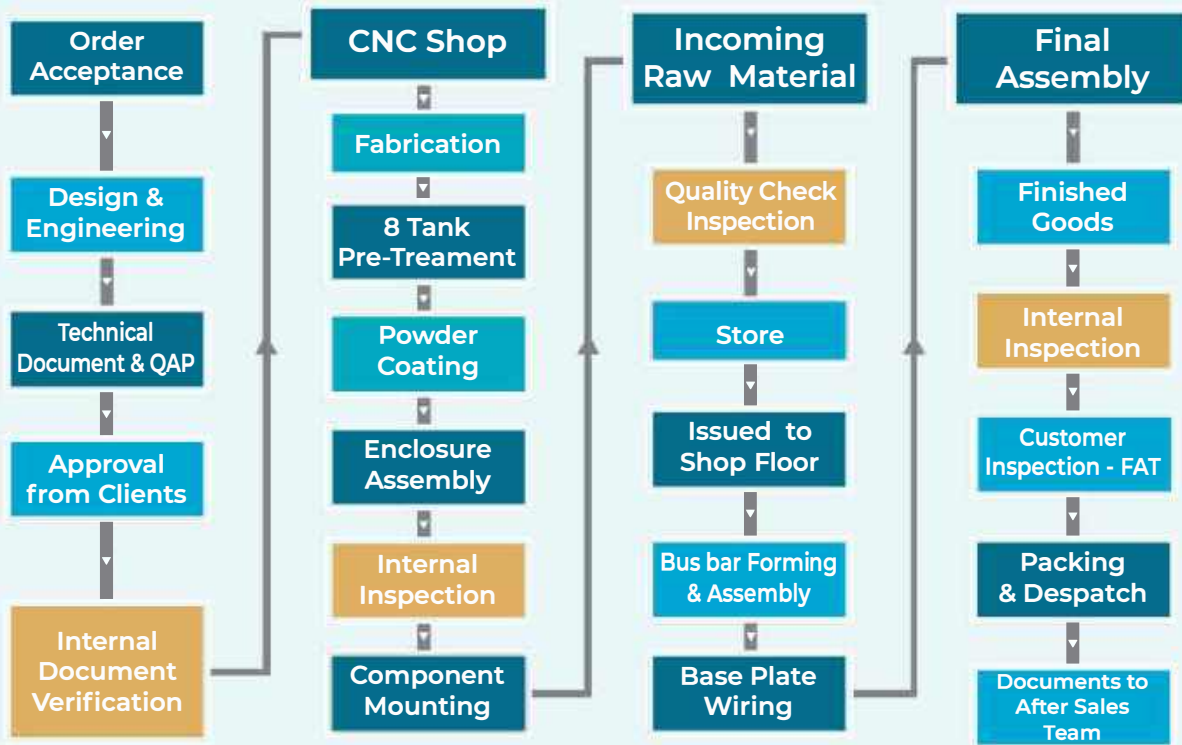 Order
Acceptance
Design &
Engineering
Technical
Document & QAP
Approval
from Clients
Internal
Document
Verification
CNC Shop
Fabrication
8 Tank
Pre-Treament
Powder
Coating
Enclosure
Assembly
Internal
Inspection
Component
Mounting
Incoming
Raw Material
Quality Check
Inspection
Store
Issued to
Shop Floor
Bus bar Forming
& Assembly
Base Plate
Wiring
Final
Assembly
Finished
Goods
Internal
Inspection
Customer
Inspection - FAT
Packing
& Despatch
Documents to
After Sales
Team